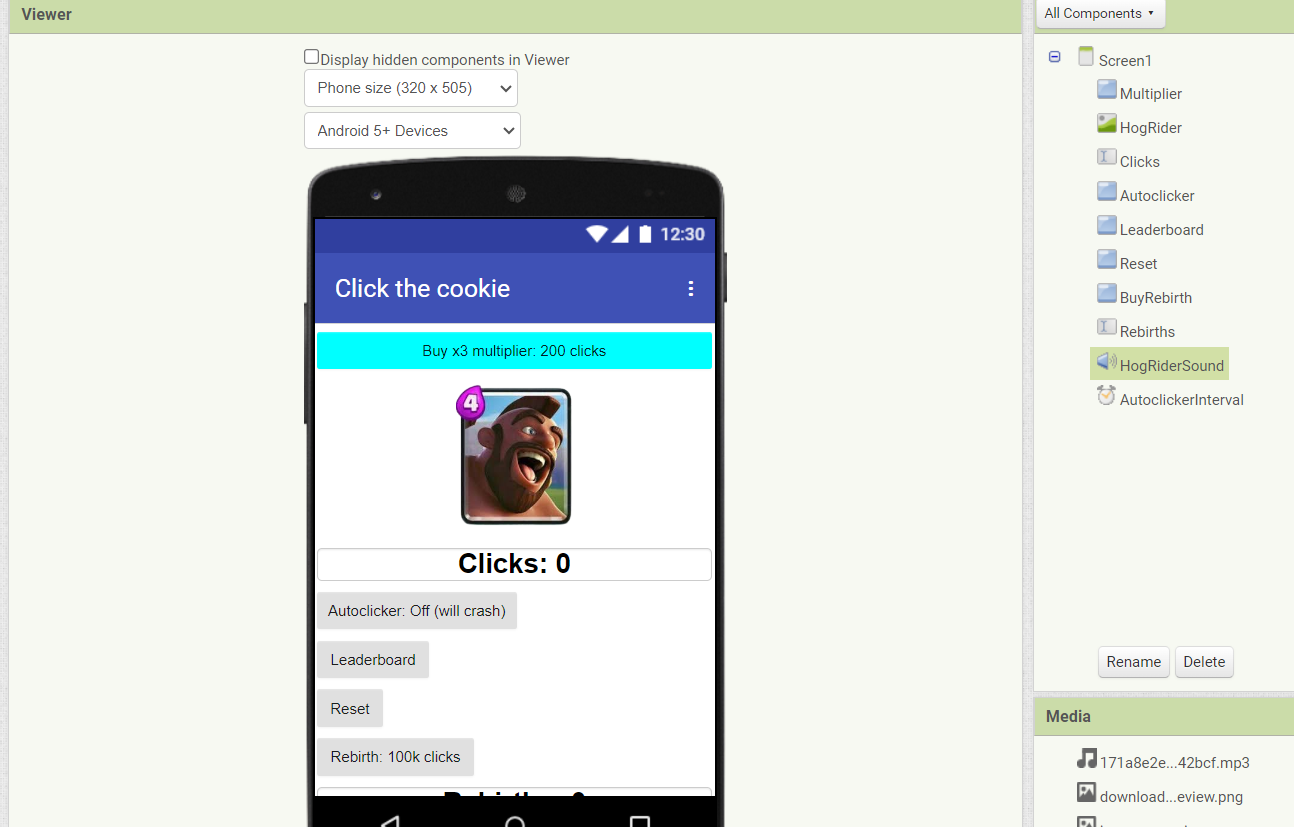 Viewer
All Components
Display hidden components in Viewer
Phone size (320 x 505)
Android 5+ Devices
12:30
Click the cookie
Buy x3 multiplier: 200 clicks
4
Clicks: 0
Autoclicker: Off (will crash)
Leaderboard
Reset
Rebirth: 100k clicks
Screen1
Multiplier
HogRider
Clicks
Autoclicker
Leaderboard
Reset
BuyRebirth
Rebirths
HogRiderSound
AutoclickerInterval
Rename Delete
Media
171a8e2e...42bcf.mp3
download...eview.png